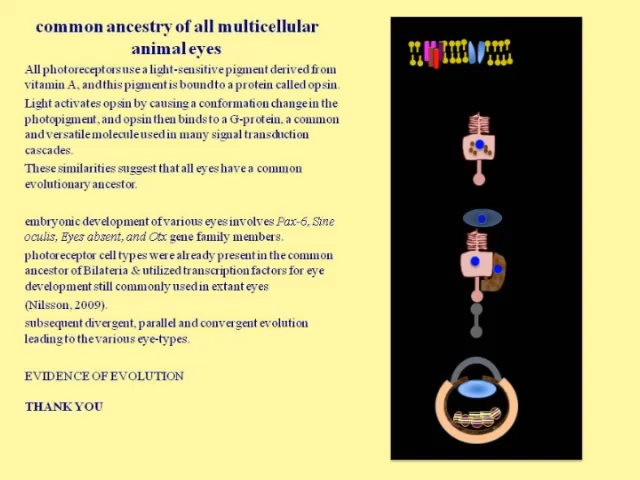 common ancestry of all multicellular
animal eyes
All photoreceptors use a light-sensitive pigment derived from
vitamin A, and this pigment is bound to a protein called opsin.
Light activates opsin by causing a conformation change in the
photopigment, and opsin then binds to a G-protein, a common
and versatile molecule used in many signal transduction
cascades.
These similarities suggest that all eyes have a common
evolutionary ancestor.
embryonic development of various eyes involves Pax-6, Sine
oculis, Eyes absent, and Otx gene family members.
photoreceptor cell types were already present in the common
ancestor of Bilateria & utilized transcription factors for eye
development still commonly used in extant eyes
(Nilsson, 2009).
subsequent divergent, parallel and convergent evolution
leading to the various eye-types.
EVIDENCE OF EVOLUTION
THANK YOU